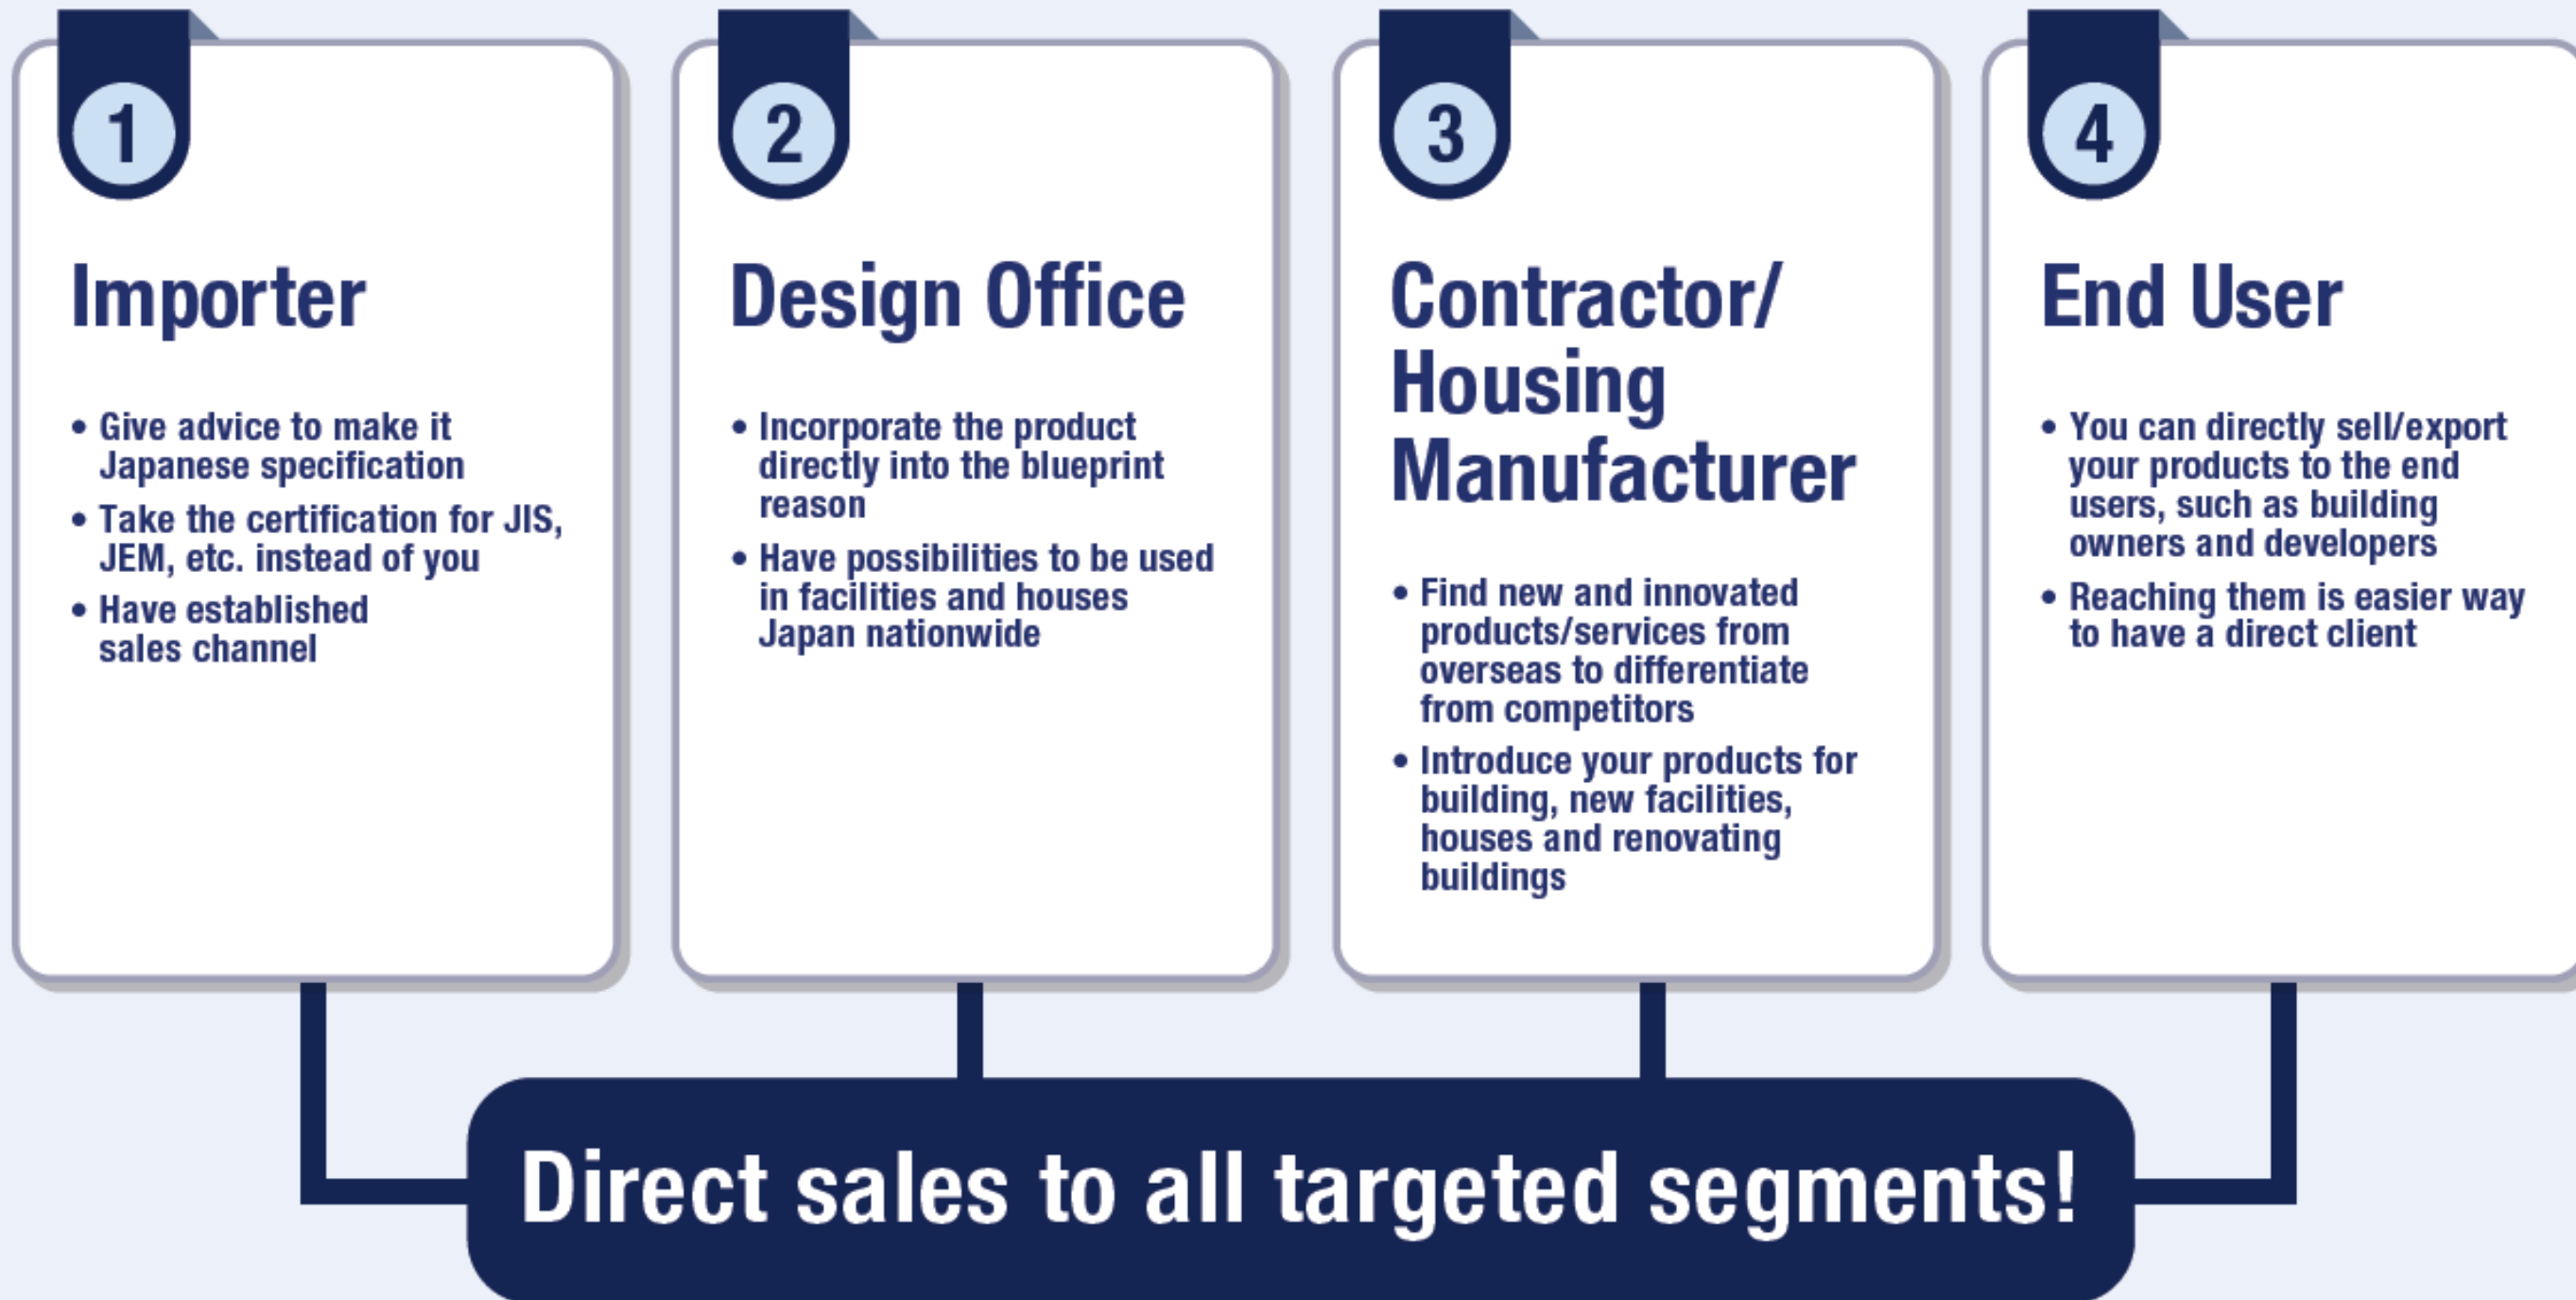 1
Importer
• Give advice to make it
Japanese specification
• Take the certification for JIS,
JEM, etc. instead of you
• Have established
sales channel
2
Design Office
• Incorporate the product
directly into the blueprint
reason
• Have possibilities to be used
in facilities and houses
Japan nationwide
3
Contractor/
Housing
Manufacturer
• Find new and innovated
products/services from
overseas to differentiate
from competitors
• Introduce your products for
building, new facilities,
houses and renovating
buildings
4
End User
• You can directly sell/export
your products to the end
users, such as building
owners and developers
• Reaching them is easier way
to have a direct client
Direct sales to all targeted segments!